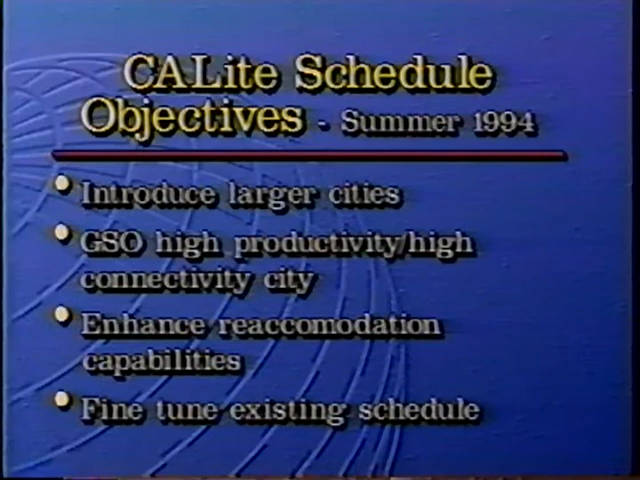 CALite Schedule
Objectives - Summer 1994
• Introduce larger cities
• GSO high productivity/high
connectivity city
• Enhance reaccomodation
capabilities
• Fine tune existing schedule